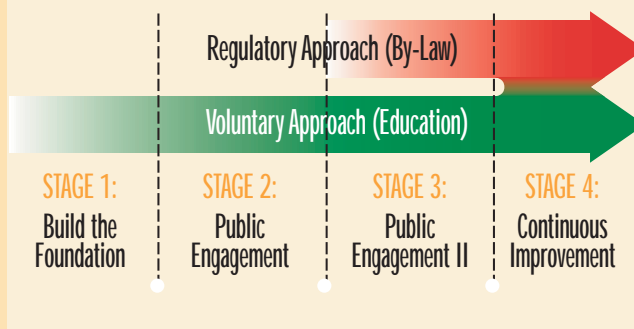 Regulatory Approach (By-Law)
Voluntary Approach (Education)
STAGE 1:
Build the
Foundation
STAGE 2:
Public
Engagement
STAGE 3:
Public
Engagement II
STAGE 4:
Continuous
Improvement